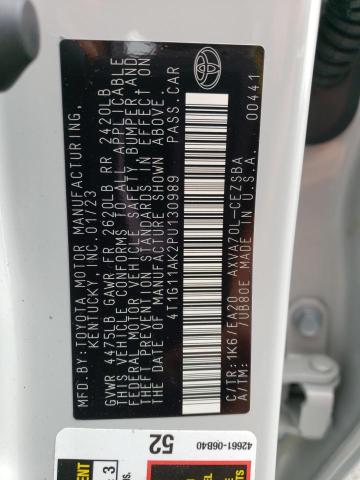 MFD.BY:TOYOTA MOTOR MANUFACTURING,
KENTUCKY, INC. 01/23
GVWR 4475LB GAWR FR 2620LB RR 2420LB
THIS VEHICLE CONFORMS TO ALL APPLICABLE
FEDERAL MOTOR VEHICLE SAFETY, BUMPER AND
THEFT PREVENTION STANDARDS IN EFFECT ON
THE DATE OF MANUFACTURE SHOWN ABOVE.
4T1G11AK2PU130989 PASS.CAR
00441
C/TR:1K6/EA20 AXVA70L-CEZSBA
A/TM: /UB80E MADE IN U.S.A.
42661-06B40
52
3